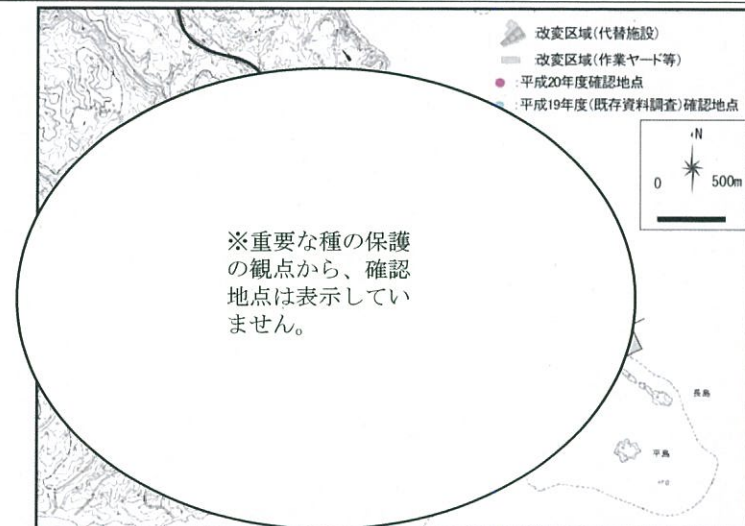 改変区域(代替施設)
改変区域(作業ヤード等)
:平成20年度確認地点
:平成19年度(既存資料調査)確認地点
N
0 500m
※重要な種の保護
の観点から、確認
地点は表示してい
ません。
長島
平島